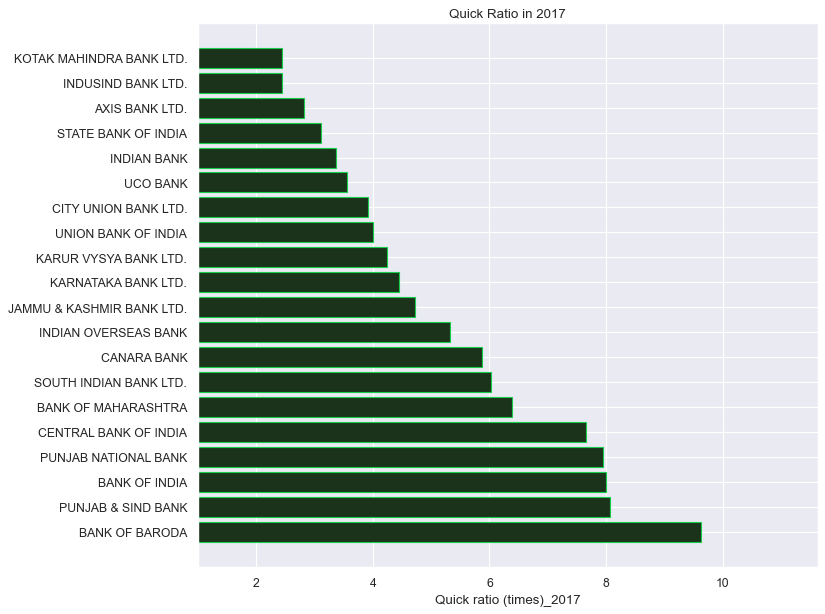 Quick Ratio in 2017
KOTAK MAHINDRA BANK LTD.
INDUSIND BANK LTD.
AXIS BANK LTD.
STATE BANK OF INDIA
INDIAN BANK
UCO BANK
CITY UNION BANK LTD.
UNION BANK OF INDIA
KARUR VYSYA BANK LTD.
KARNATAKA BANK LTD.
JAMMU & KASHMIR BANK LTD.
INDIAN OVERSEAS BANK
CANARA BANK
SOUTH INDIAN BANK LTD.
BANK OF MAHARASHTRA
CENTRAL BANK OF INDIA
PUNJAB NATIONAL BANK
BANK OF INDIA
PUNJAB & SIND BANK
BANK OF BARODA
2 4 6 8 10
Quick ratio (times)_2017